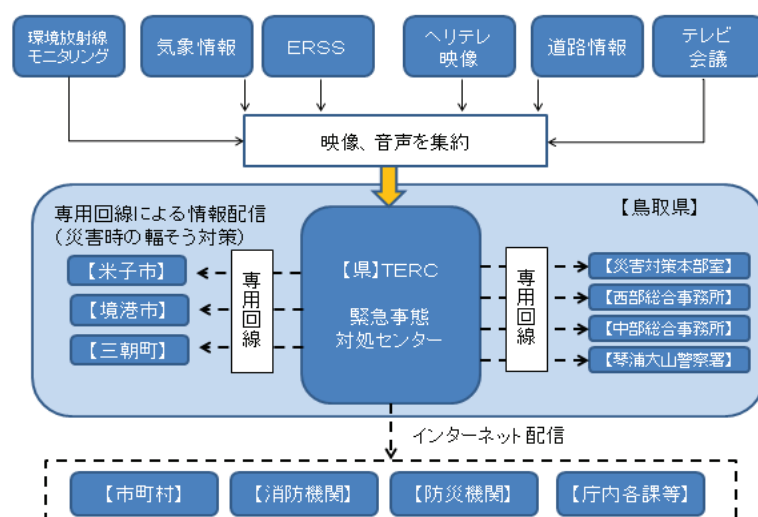 環境放射線
モニタリング
気象情報
ERSS
ヘリテレ
映像
道路情報
テレビ
会議
映像、音声を集約
専用回線による情報配信
（災害時の輻そう対策）
【鳥取県】
【米子市】
【境港市】
【三朝町】
専用回線
【県】TERC
緊急事態
対処センター
専用回線
【災害対策本部室】
【西部総合事務所】
【中部総合事務所】
【琴浦大山警察署】
インターネット配信
【市町村】
【消防機関】
【防災機関】
【庁内各課等】